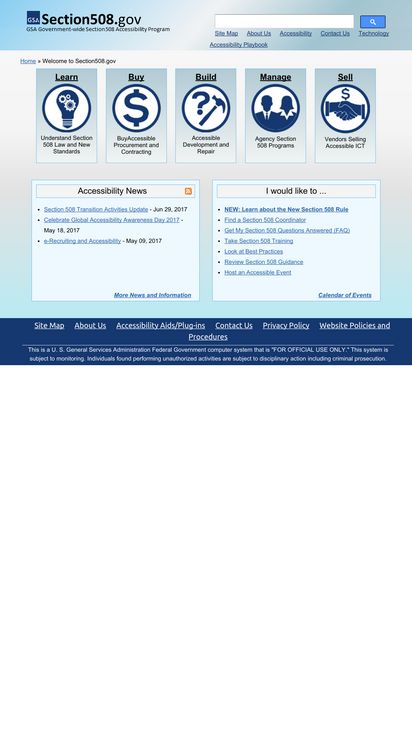 GSA Section508.gov
GSA Government-wide Section 508 Accessibility Program
Site Map About Us Accessibility Contact Us Technology
Accessibility Playbook
Home » Welcome to Section508.gov
Learn
Understand Section
508 Law and New
Standards
Buy
BuyAccessible
Procurement and
Contracting
Build
Accessible
Development and
Repair
Manage
Agency Section
508 Programs
Sell
Vendors Selling
Accessible ICT
Accessibility News
Section 508 Transition Activities Update - Jun 29, 2017
Celebrate Global Accessibility Awareness Day 2017 -
May 18, 2017
e-Recruiting and Accessibility - May 09, 2017
More News and Information
I would like to ...
NEW: Learn about the New Section 508 Rule
Find a Section 508 Coordinator
Get My Section 508 Questions Answered (FAQ)
Take Section 508 Training
Look at Best Practices
Review Section 508 Guidance
Host an Accessible Event
Calendar of Events
Site Map About Us Accessibility Aids/Plug-ins Contact Us Privacy Policy Website Policies and
Procedures
This is a U. S. General Services Administration Federal Government computer system that is "FOR OFFICIAL USE ONLY." This system is
subject to monitoring. Individuals found performing unauthorized activities are subject to disciplinary action including criminal prosecution.